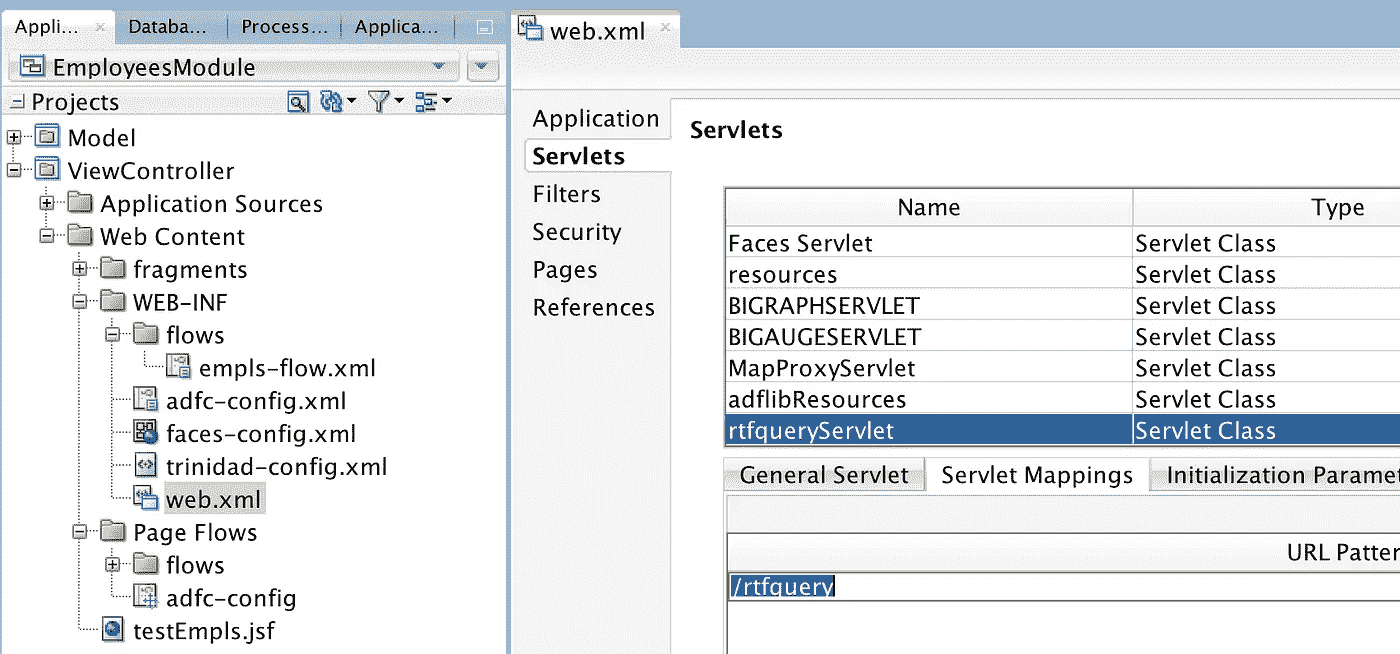 Appli...
Databa...
Process...
Applica...
EmployeesModule
Projects
Model
ViewController
Application Sources
Web Content
fragments
WEB-INF
flows
empls-flow.xml
adfc-config.xml
faces-config.xml
trinidad-config.xml
web.xml
Page Flows
flows
adfc-config
testEmpls.jsf
web.xml
Application
Servlets
Filters
Security
Pages
References
Servlets
Name Type
Faces Servlet Servlet Class
resources Servlet Class
BIGRAPHSERVLET Servlet Class
BIGAUGESERVLET Servlet Class
MapProxyServlet Servlet Class
adflibResources Servlet Class
rtfqueryServlet Servlet Class
General Servlet Servlet Mappings Initialization Paramet
URL Patter
/rtfquery